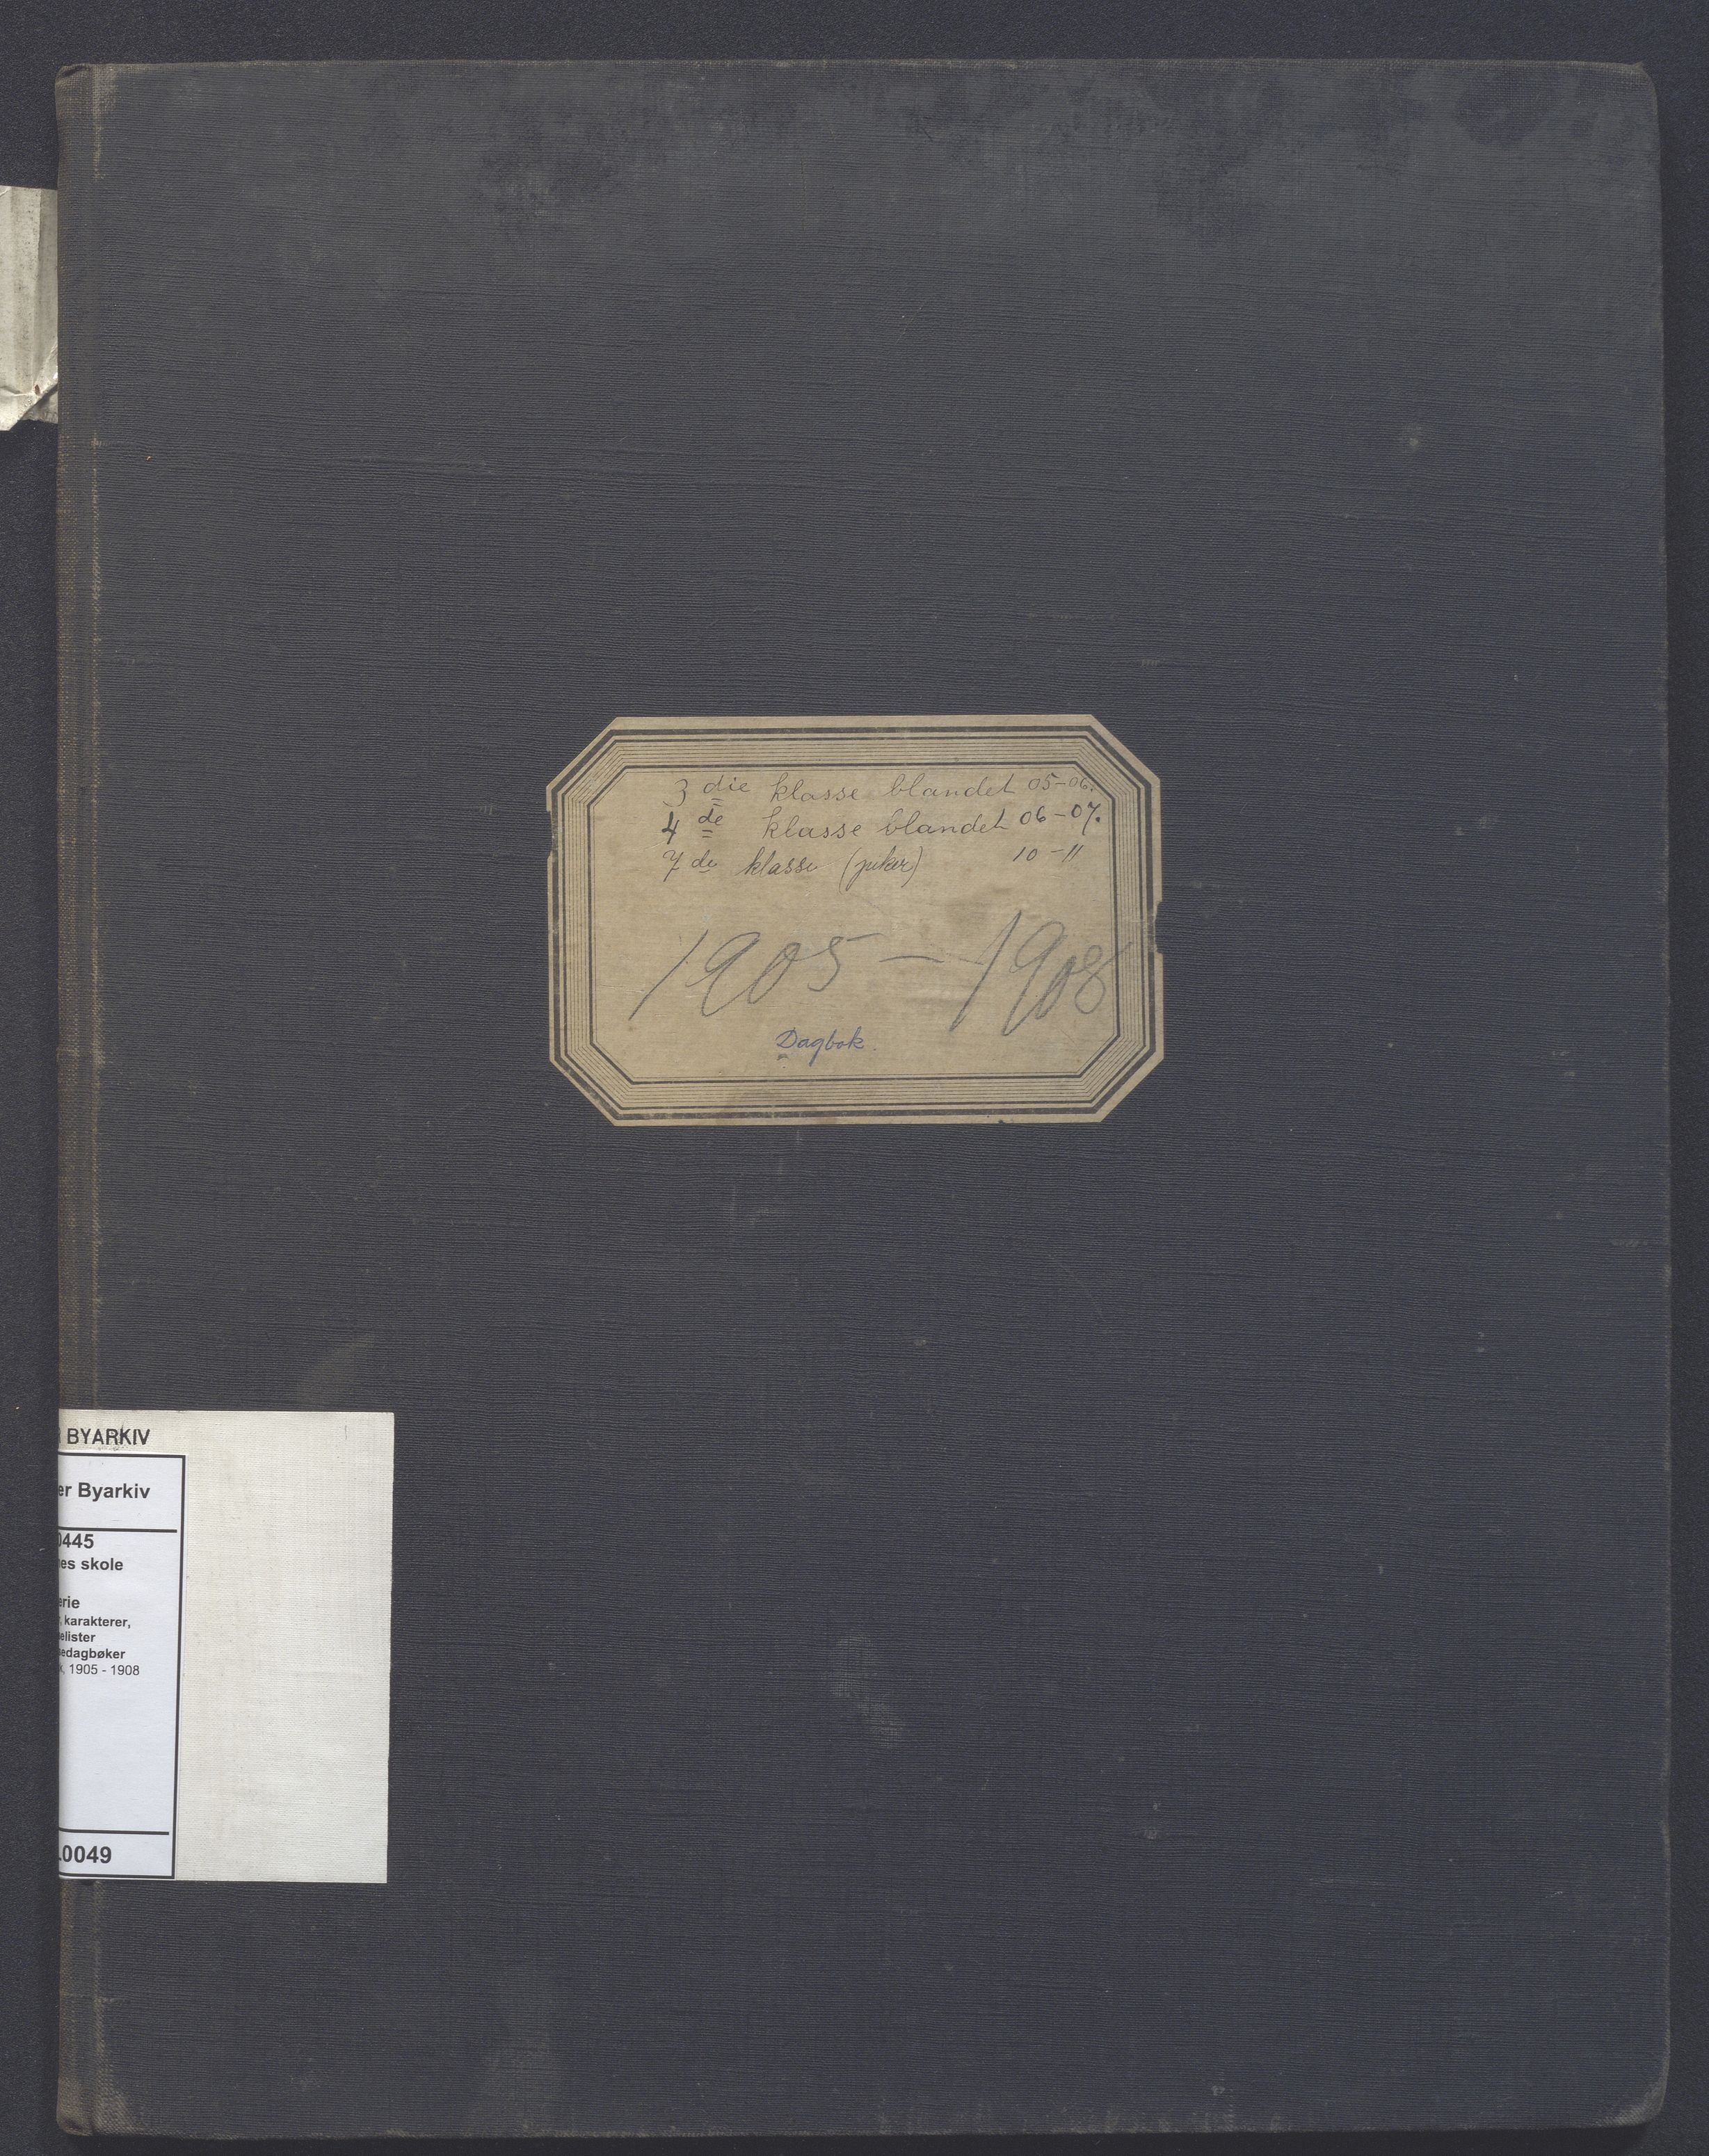 3die klasse blandet 05-06.
4de klasse blandet 06-07.
7de klasse (piker) 10-11
1905-1908
Dagbok.
BYARKIV
er Byarkiv
0445
nes skole
erie
, karakterer,
elister
edagbøker
k, 1905 - 1908
.0049